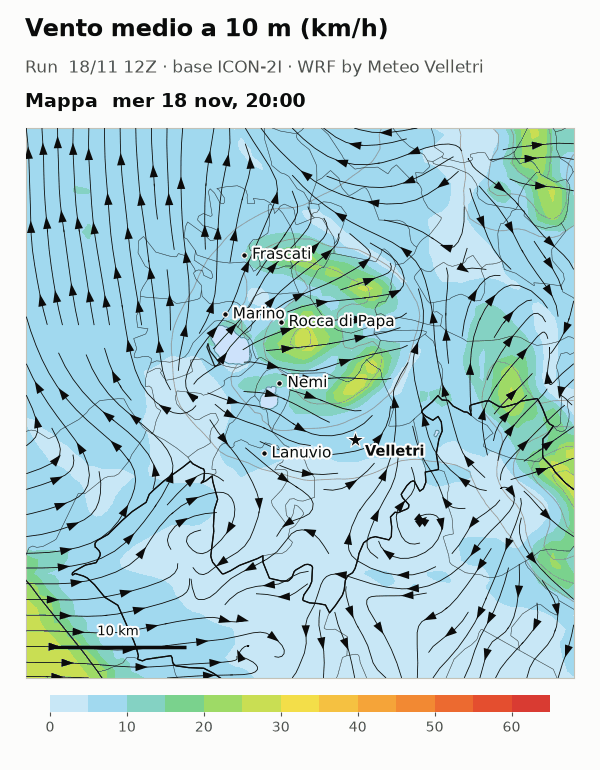 Vento medio a 10 m (km/h)
Run  18/11 12Z · base ICON-2I · WRF by Meteo Velletri
Mappa  mer 18 nov, 20:00
Frascati
Marino
Rocca di Papa
Nemi
Lanuvio
Velletri
10 km
0 10 20 30 40 50 60